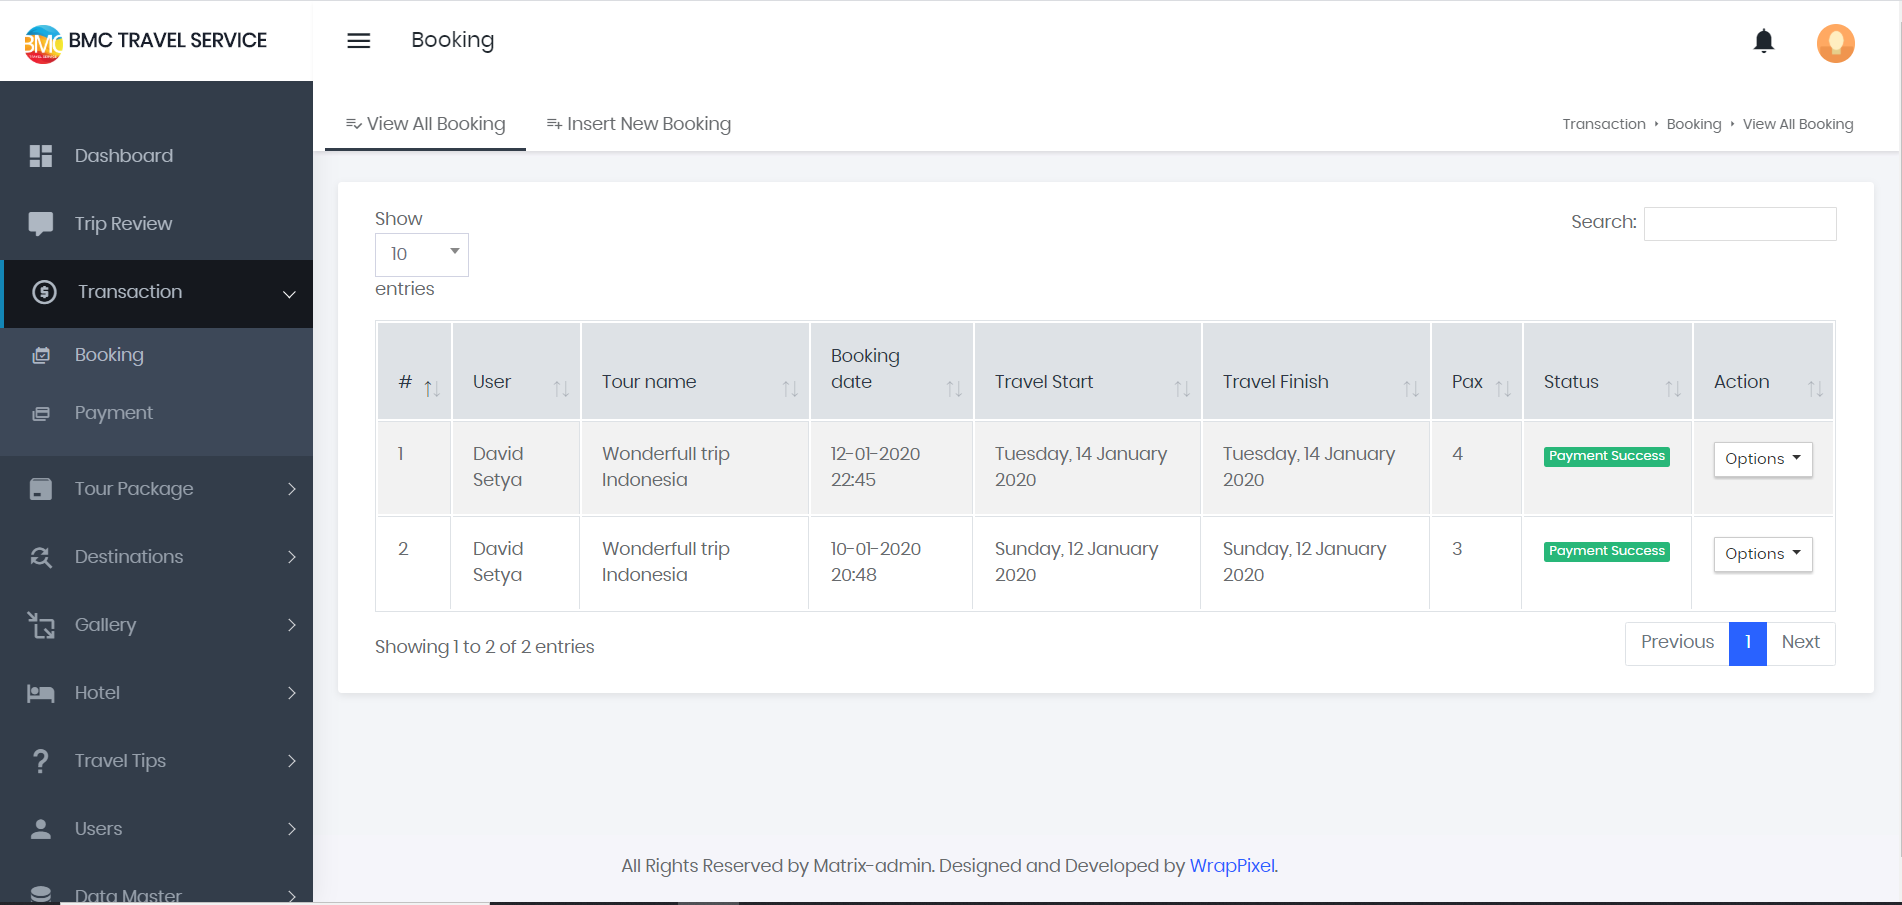 BMC TRAVEL SERVICE
Booking
View All Booking
Insert New Booking
Transaction
Booking
View All Booking
Dashboard
Trip Review
Transaction
Booking
Payment
Tour Package
Destinations
Gallery
Hotel
Travel Tips
Users
Data Master
Show
10
entries
Search:
# User Tour name Booking date Travel Start Travel Finish Pax Status Action
1 David Setya Wonderfull trip Indonesia 12-01-2020 22:45 Tuesday, 14 January 2020 Tuesday, 14 January 2020 4 Payment Success Options
2 David Setya Wonderfull trip Indonesia 10-01-2020 20:48 Sunday, 12 January 2020 Sunday, 12 January 2020 3 Payment Success Options
Showing 1 to 2 of 2 entries
Previous 1 Next
All Rights Reserved by Matrix-admin. Designed and Developed by WrapPixel.